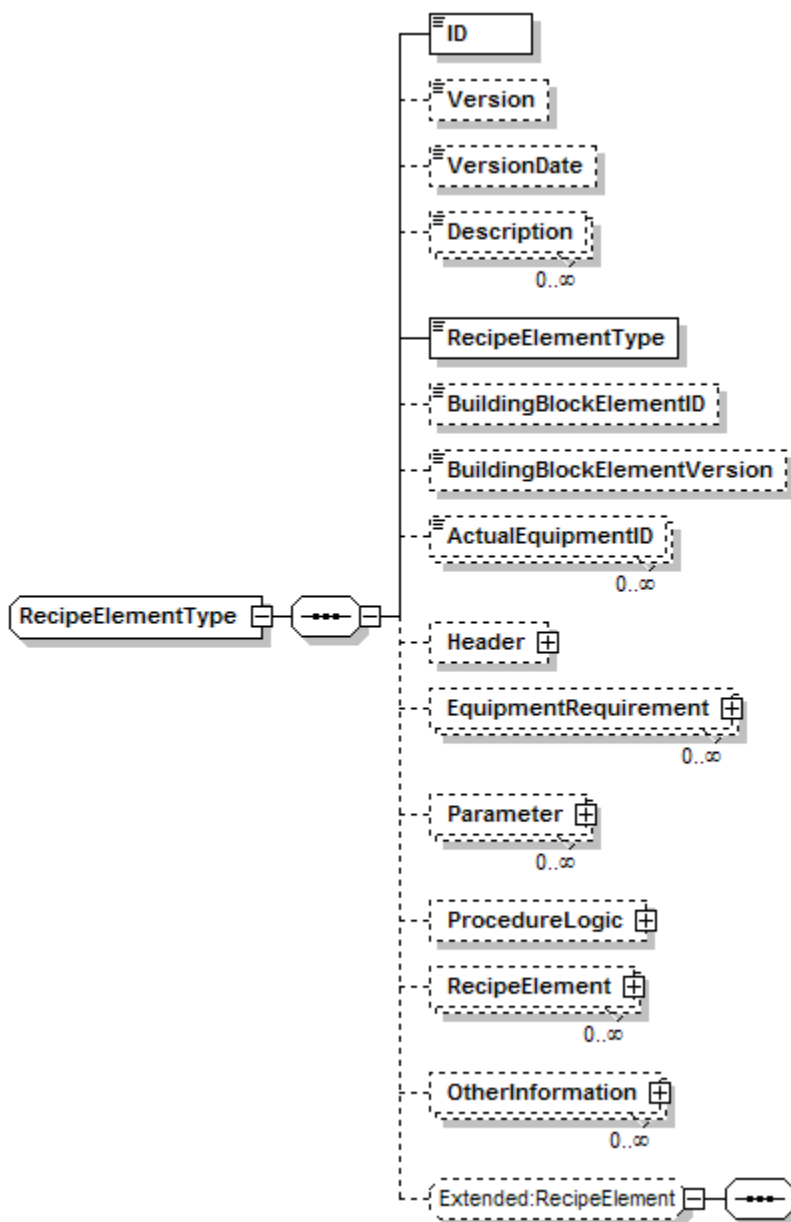 ID
Version
VersionDate
Description
0..∞
RecipeElementType
BuildingBlockElementID
BuildingBlockElementVersion
ActualEquipmentID
0..∞
RecipeElementType
Header
EquipmentRequirement
0..∞
Parameter
0..∞
ProcedureLogic
RecipeElement
0..∞
OtherInformation
0..∞
Extended:RecipeElement